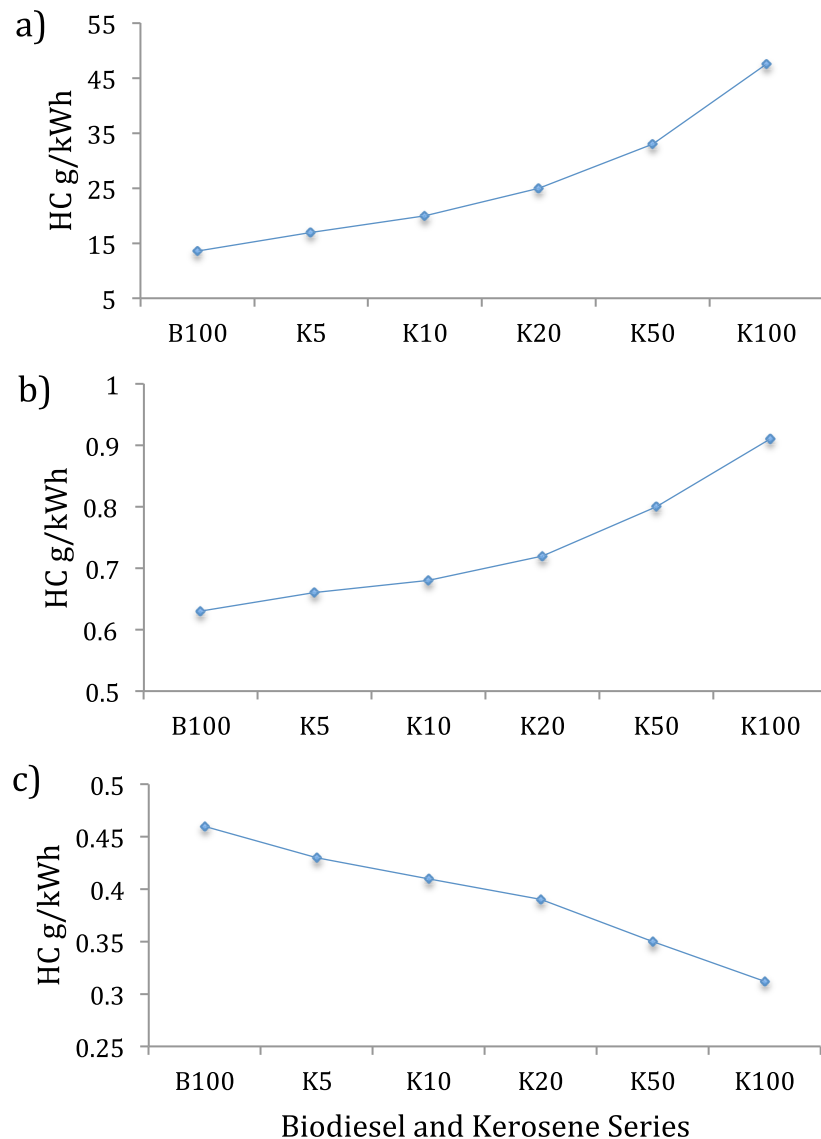 a)
HC g/kWh
55
45
35
25
15
5
B100 K5 K10 K20 K50 K100
b)
HC g/kWh
1
0.9
0.8
0.7
0.6
0.5
B100 K5 K10 K20 K50 K100
c)
HC g/kWh
0.5
0.45
0.4
0.35
0.3
0.25
B100 K5 K10 K20 K50 K100
Biodiesel and Kerosene Series